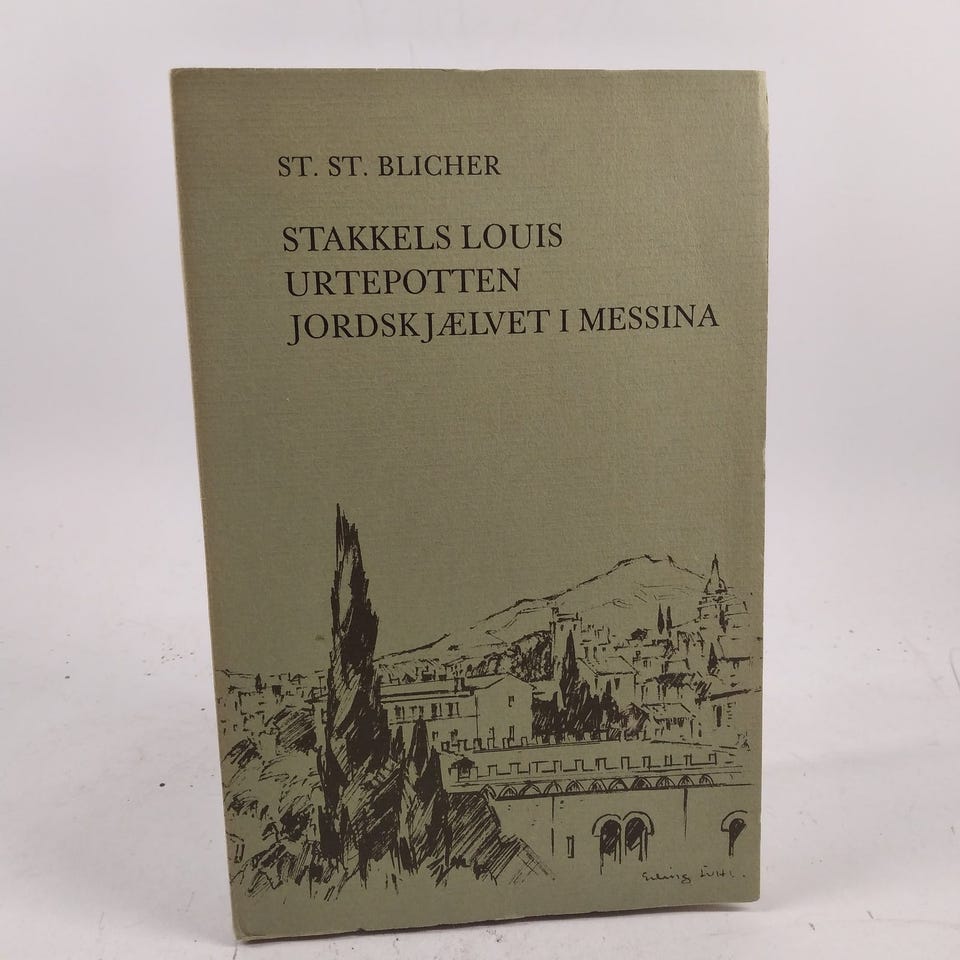 ST. ST. BLICHER
STAKKELS LOUIS
URTEPOTTEN
JORDSKJÆLVET I MESSINA